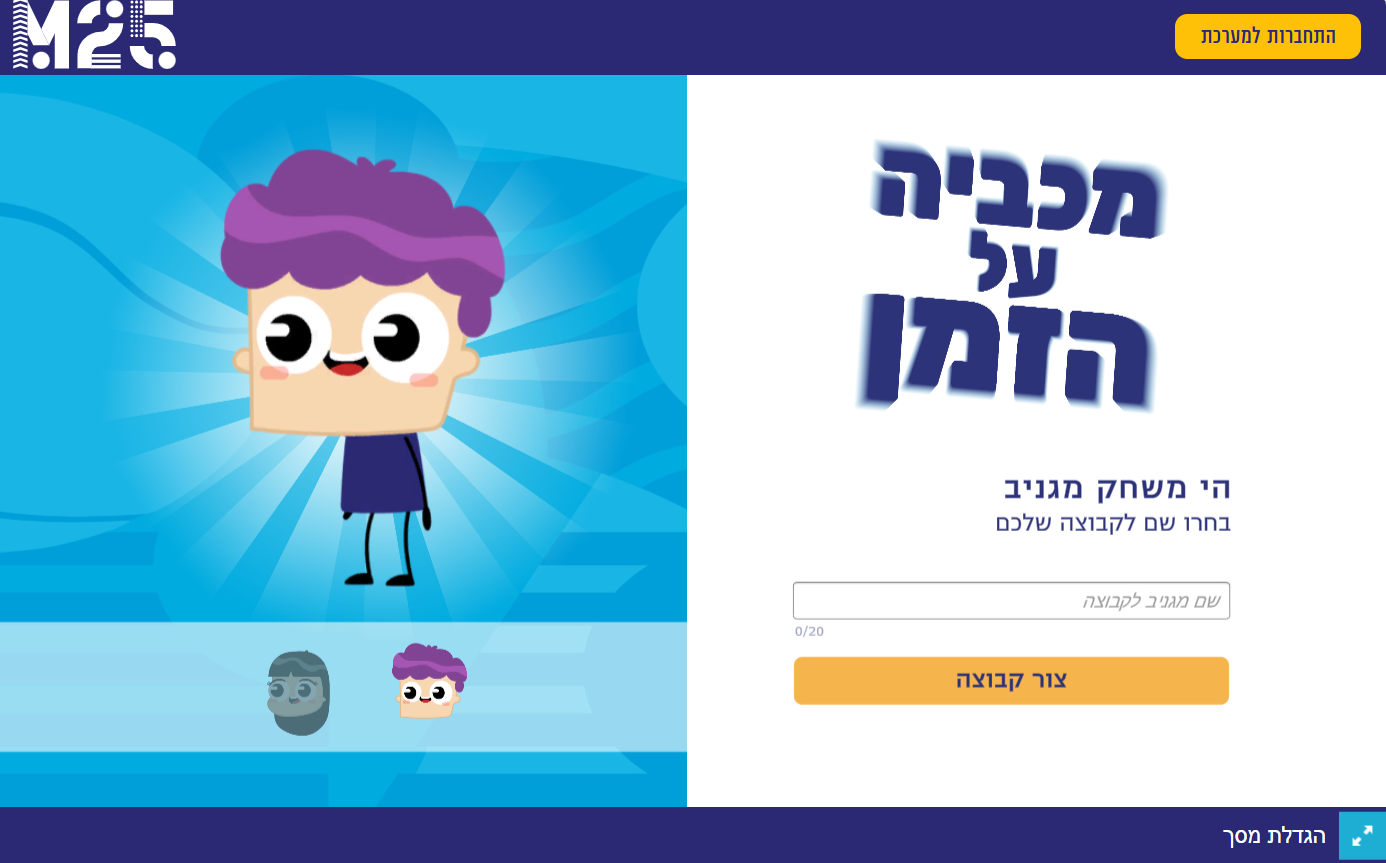 M25
התחברות למערכת
מכביה
על
הזמן
הי משחק מגניב
בחרו שם לקבוצה שלכם
שם מגניב לקבוצה
0/20
צור קבוצה
הגדלת מסך